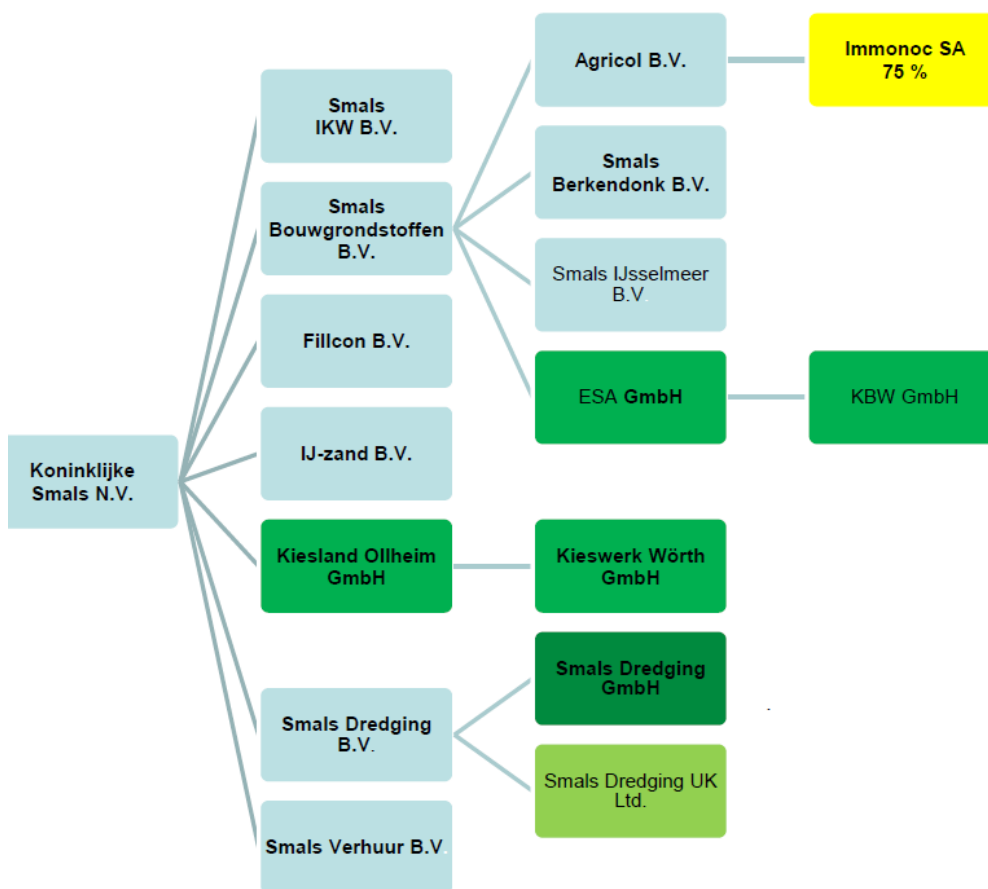 Agricol B.V.
Immonoc SA
75 %
Smals
IKW B.V.
Smals
Berkendonk B.V.
Smals
Bouwgrondstoffen
B.V.
Smals IJsselmeer
B.V.
Fillcon B.V.
ESA GmbH
KBW GmbH
IJ-zand B.V.
Koninklijke
Smals N.V.
Kiesland Ollheim
GmbH
Kieswerk Wörth
GmbH
Smals Dredging
GmbH
Smals Dredging
B.V.
Smals Dredging UK
Ltd.
Smals Verhuur B.V.